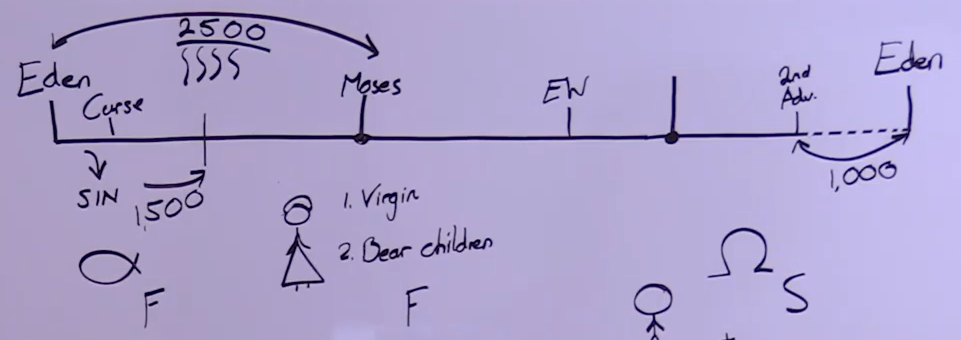 2500
Eden
Curse
Moses
EW
2nd
Adv.
Eden
SIN
1,500
1,000
1. Virgin
2. Bear children
F
F
Ω
S